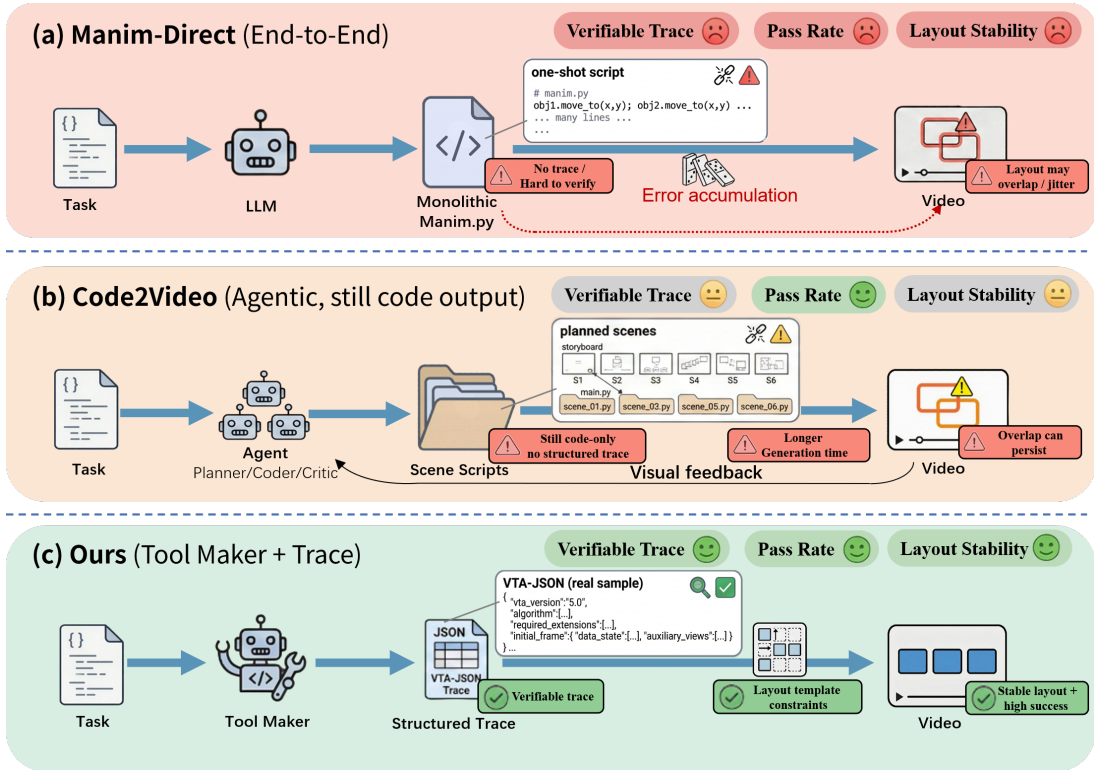 (a) Manim-Direct (End-to-End)
Verifiable Trace
Pass Rate
Layout Stability
one-shot script
# manim.py
obj1.move_to(x,y); obj2.move_to(x,y) ...
... many lines ...
...
{ }
Task
LLM
</>
Monolithic
Manim.py
No trace /
Hard to verify
Error accumulation
Video
Layout may
overlap / jitter
(b) Code2Video (Agentic, still code output)
Verifiable Trace
Pass Rate
Layout Stability
planned scenes
storyboard
S1 S2 S3 S4 S5 S6
main.py
scene_01.py scene_03.py scene_05.py scene_06.py
{ }
Task
Agent
Planner/Coder/Critic
Scene Scripts
Still code-only
no structured trace
Longer
Generation time
Visual feedback
Video
Overlap can
persist
(c) Ours (Tool Maker + Trace)
Verifiable Trace
Pass Rate
Layout Stability
VTA-JSON (real sample)
{
"vta_version":"5.0",
"algorithm":[...],
"required_extensions":[...],
"initial_frame":{ "data_state":[...], "auxiliary_views":[...] }
} ...
{ }
Task
</>
Tool Maker
JSON
VTA-JSON
Trace
Structured Trace
Verifiable trace
Layout template
constraints
Video
Stable layout +
high success